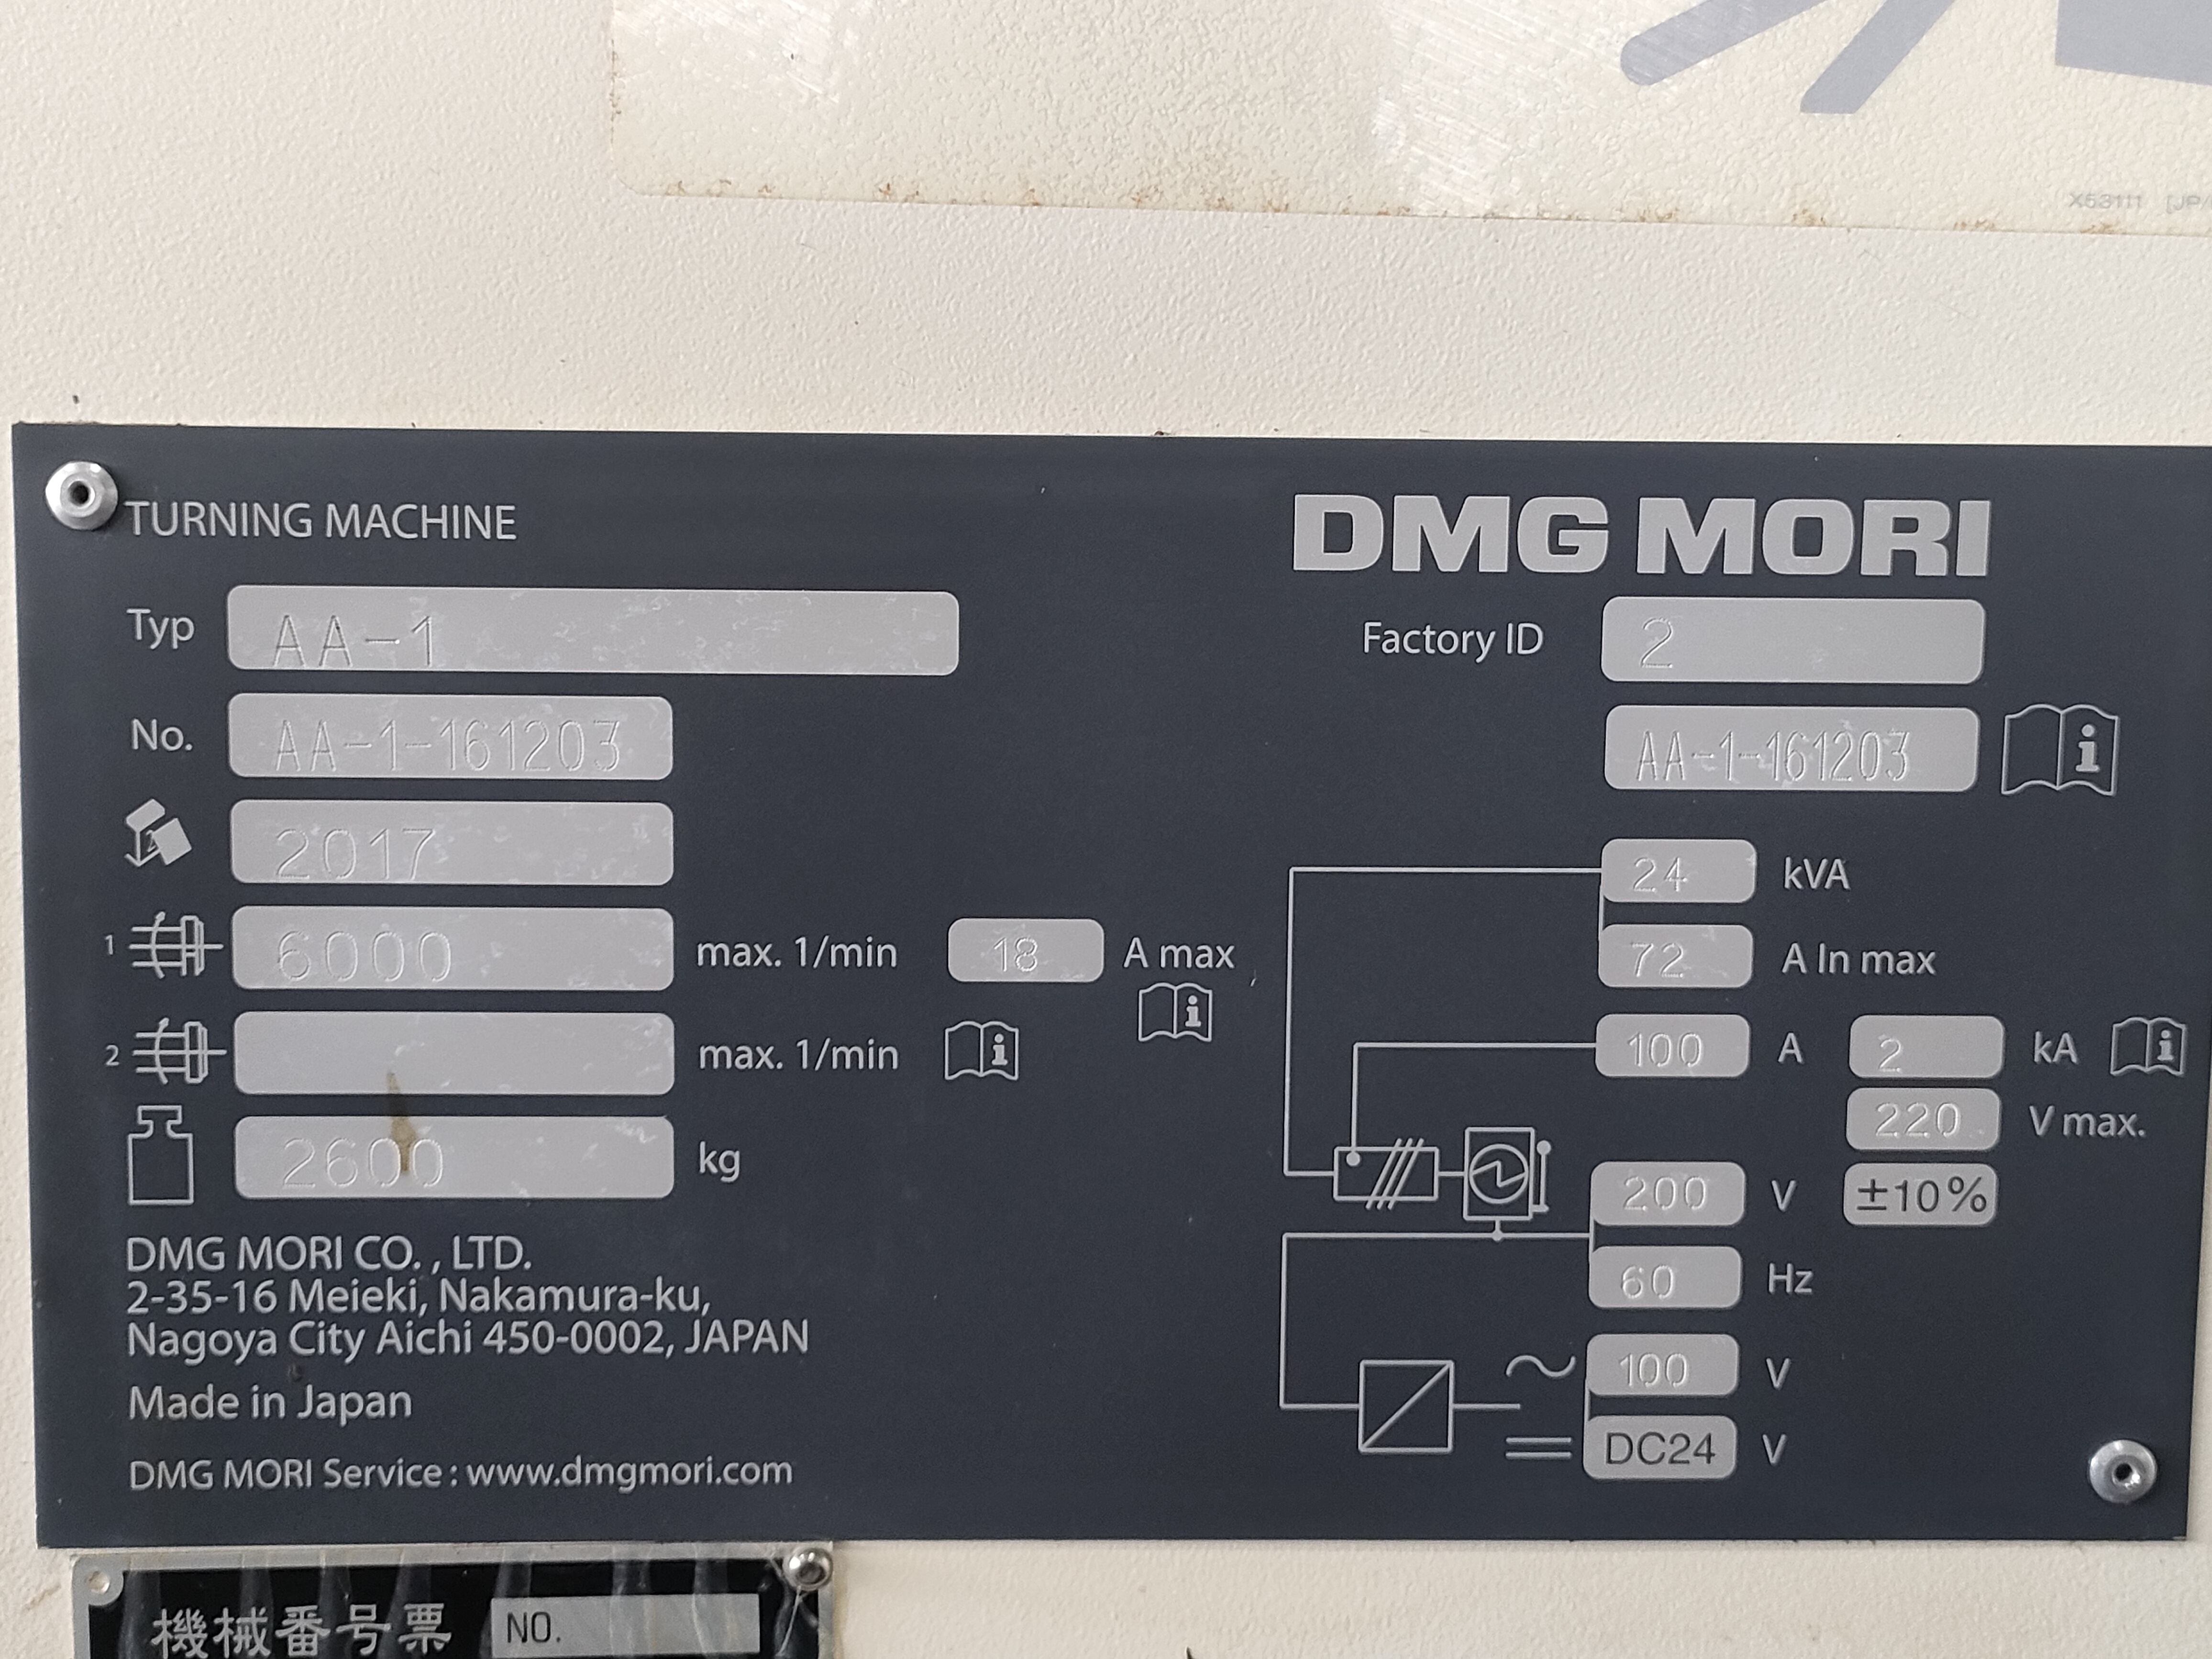 X53111 [JP/
TURNING MACHINE
DMG MORI
Typ AA-1
Factory ID 2
No. AA-1-161203
AA-1-161203 i
2017
24 kVA
1 6000 max. 1/min 18 A max
i
72 A In max
2 max. 1/min i
100 A 2 kA i
220 V max.
2600 kg
200 V ±10%
60 Hz
100 V
DC24 V
DMG MORI CO. , LTD.
2-35-16 Meieki, Nakamura-ku,
Nagoya City Aichi 450-0002, JAPAN
Made in Japan
DMG MORI Service : www.dmgmori.com
機械番号票 NO.